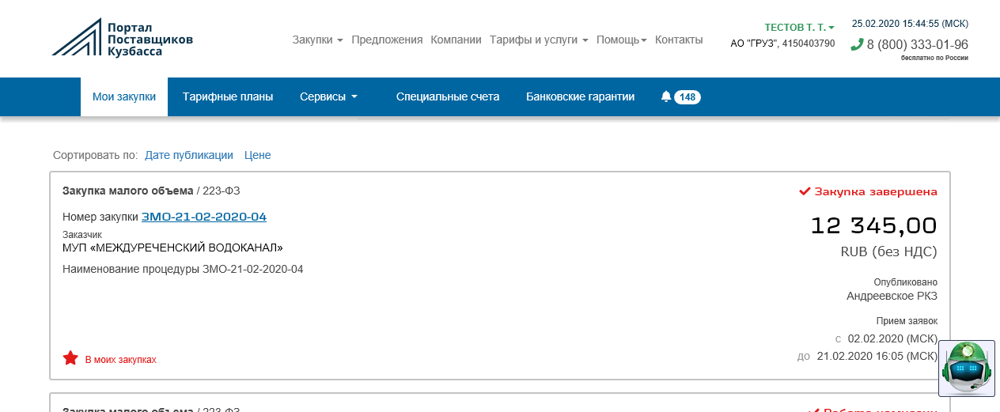 Портал
Поставщиков
Кузбасса
Закупки Предложения Компании Тарифы и услуги Помощь Контакты
ТЕСТОВ Т. Т.
АО "ГРУЗ", 4150403790
25.02.2020 15:44:55 (МСК)
8 (800) 333-01-96
бесплатно по России
Мои закупки Тарифные планы Сервисы Специальные счета Банковские гарантии 148
Сортировать по: Дате публикации Цене
Закупка малого объема / 223-ФЗ
Закупка завершена
Номер закупки ЗМО-21-02-2020-04
Заказчик
МУП «МЕЖДУРЕЧЕНСКИЙ ВОДОКАНАЛ»
Наименование процедуры ЗМО-21-02-2020-04
12 345,00
RUB (без НДС)
Опубликовано
Андреевское РКЗ
Прием заявок
с 02.02.2020 (МСК)
до 21.02.2020 16:05 (МСК)
В моих закупках
Закупка малого объема / 223-ФЗ
Работа комиссии